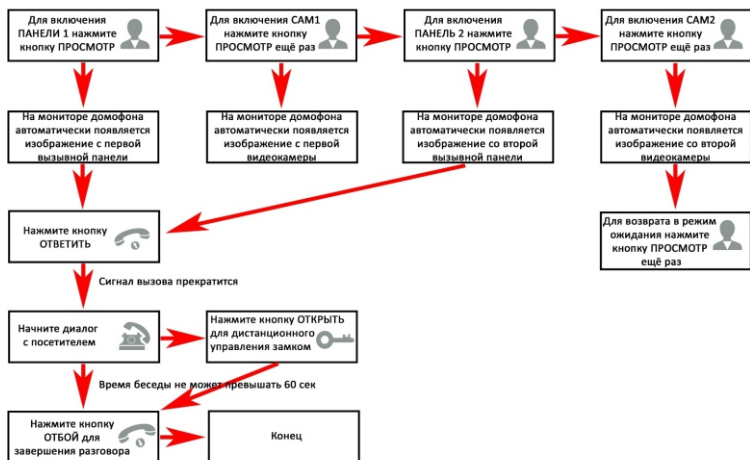 Для включения
ПАНЕЛИ 1 нажмите
кнопку ПРОСМОТР
Для включения CAM1
нажмите кнопку
ПРОСМОТР ещё раз
Для включения
ПАНЕЛЬ 2 нажмите
кнопку ПРОСМОТР
Для включения CAM2
нажмите кнопку
ПРОСМОТР ещё раз
На мониторе домофона
автоматически появляется
изображение с первой
вызывной панели
На мониторе домофона
автоматически появляется
изображение с первой
видеокамеры
На мониторе домофона
автоматически появляется
изображение со второй
вызывной панели
На мониторе домофона
автоматически появляется
изображение со второй
видеокамеры
Нажмите кнопку
ОТВЕТИТЬ
Для возврата в режим
ожидания нажмите
кнопку ПРОСМОТР
ещё раз
Сигнал вызова прекратится
Начните диалог
с посетителем
Нажмите кнопку ОТКРЫТЬ
для дистанционного
управления замком
Время беседы не может превышать 60 сек
Нажмите кнопку
ОТБОЙ для
завершения разговора
Конец